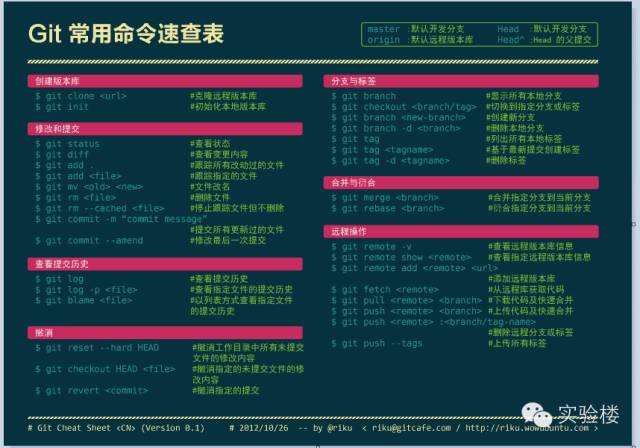 Git 常用命令速查表
master :默认开发分支 Head :默认开发分支
origin :默认远程版本库 Head^ :Head 的父提交
创建版本库
$ git clone <url> #克隆远程版本库
$ git init #初始化本地版本库
修改和提交
$ git status #查看状态
$ git diff #查看变更内容
$ git add . #跟踪所有改动过的文件
$ git add <file> #跟踪指定的文件
$ git mv <old> <new> #文件改名
$ git rm <file> #删除文件
$ git rm --cached <file> #停止跟踪文件但不删除
$ git commit -m "commit message"
#提交所有更新过的文件
$ git commit --amend #修改最后一次提交
查看提交历史
$ git log #查看提交历史
$ git log -p <file> #查看指定文件的提交历史
$ git blame <file> #以列表方式查看指定文件
的提交历史
撤消
$ git reset --hard HEAD #撤消工作目录中所有未提交
文件的修改内容
$ git checkout HEAD <file> #撤消指定的未提交文件的修
改内容
$ git revert <commit> #撤消指定的提交
分支与标签
$ git branch #显示所有本地分支
$ git checkout <branch/tag> #切换到指定分支或标签
$ git branch <new-branch> #创建新分支
$ git branch -d <branch> #删除本地分支
$ git tag #列出所有本地标签
$ git tag <tagname> #基于最新提交创建标签
$ git tag -d <tagname> #删除标签
合并与衍合
$ git merge <branch> #合并指定分支到当前分支
$ git rebase <branch> #衍合指定分支到当前分支
远程操作
$ git remote -v #查看远程版本库信息
$ git remote show <remote> #查看指定远程版本库信息
$ git remote add <remote> <url>
#添加远程版本库
$ git fetch <remote> #从远程库获取代码
$ git pull <remote> <branch> #下载代码及快速合并
$ git push <remote> <branch> #上传代码及快速合并
$ git push <remote> :<branch/tag-name>
#删除远程分支或标签
$ git push --tags #上传所有标签
实验楼
# Git Cheat Sheet <CN> (Version 0.1) # 2012/10/26 -- by @riku < riku@gitcafe.com / http://riku.wowubuntu.com >